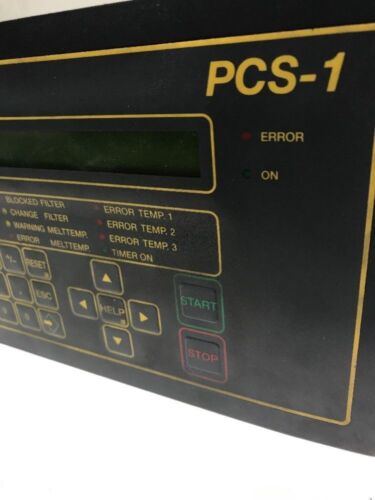 PCS-1
ERROR
ON
BLOCKED FILTER
CHANGE FILTER
WARNING MELTTEMP.
ERROR MELTTEMP.
ERROR TEMP. 1
ERROR TEMP. 2
ERROR TEMP. 3
TIMER ON
+/- RESET
ESC
START
HELP
STOP